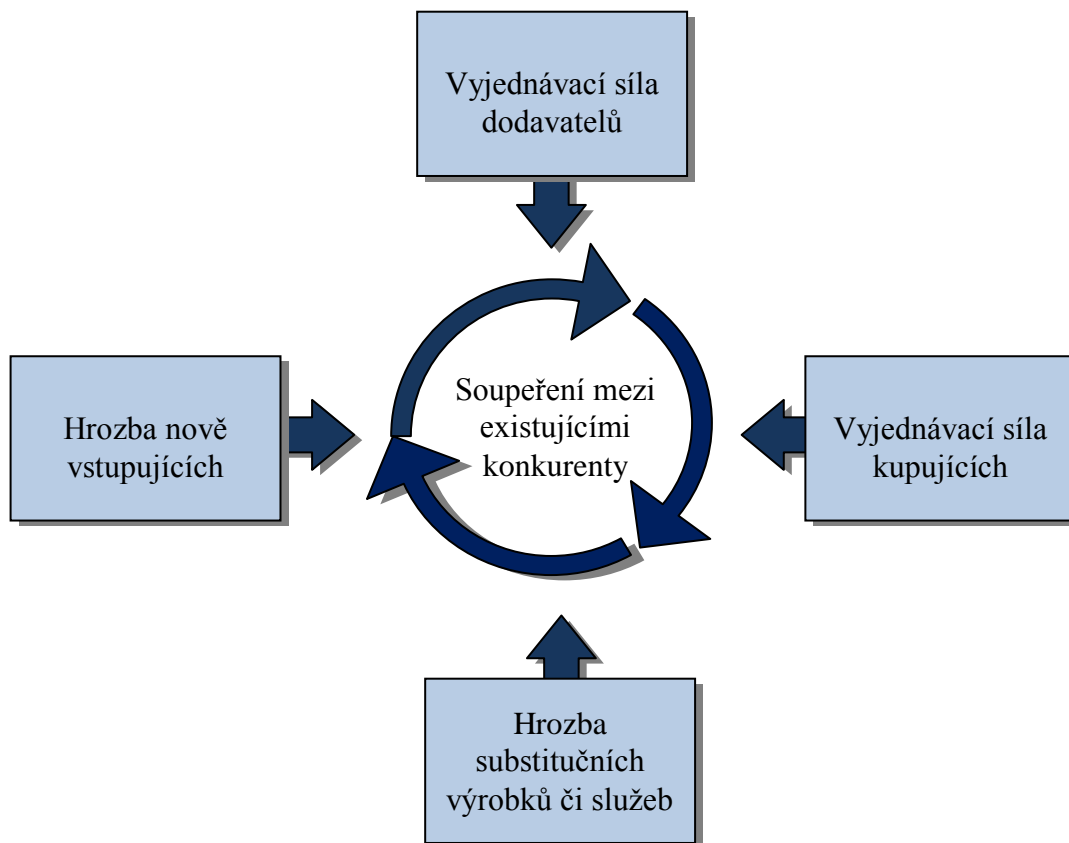 Vyjednávací síla
dodavatelů
Hrozba nově
vstupujících
Soupeření mezi
existujícími
konkurenty
Vyjednávací síla
kupujících
Hrozba
substitučních
výrobků či služeb